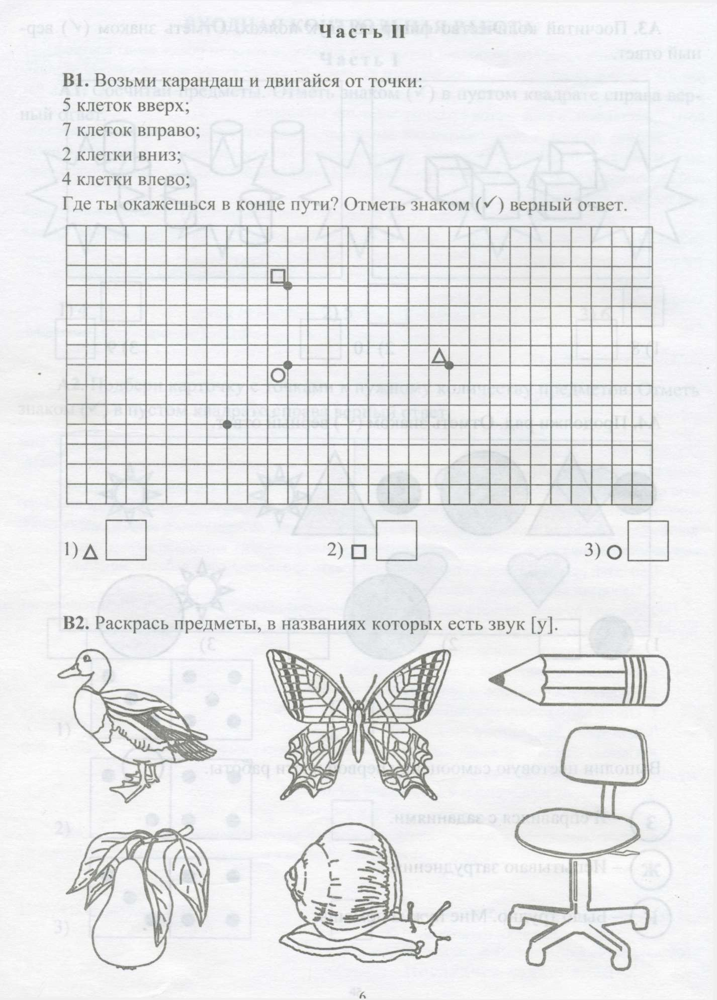 Часть II
В1. Возьми карандаш и двигайся от точки:
5 клеток вверх;
7 клеток вправо;
2 клетки вниз;
4 клетки влево;
Где ты окажешься в конце пути? Отметь знаком (✓) верный ответ.
1) △ 2) □ 3) ○
В2. Раскрась предметы, в названиях которых есть звук [у].
6